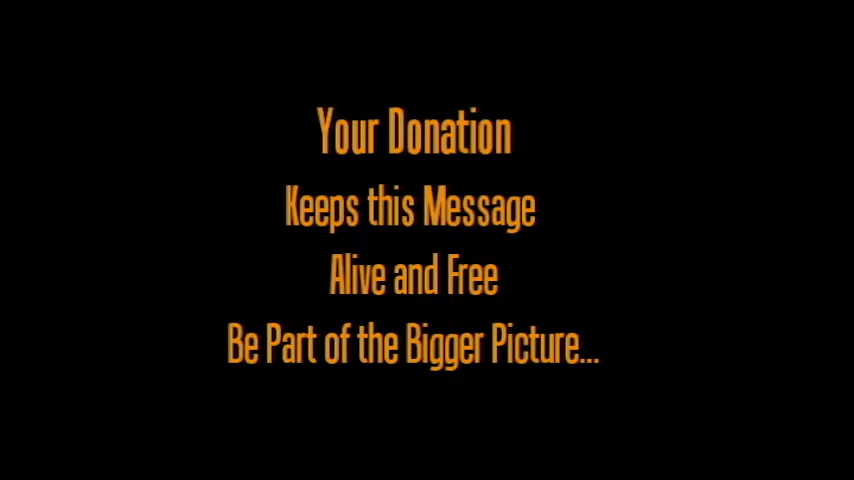 Your Donation
Keeps this Message
Alive and Free
Be Part of the Bigger Picture...